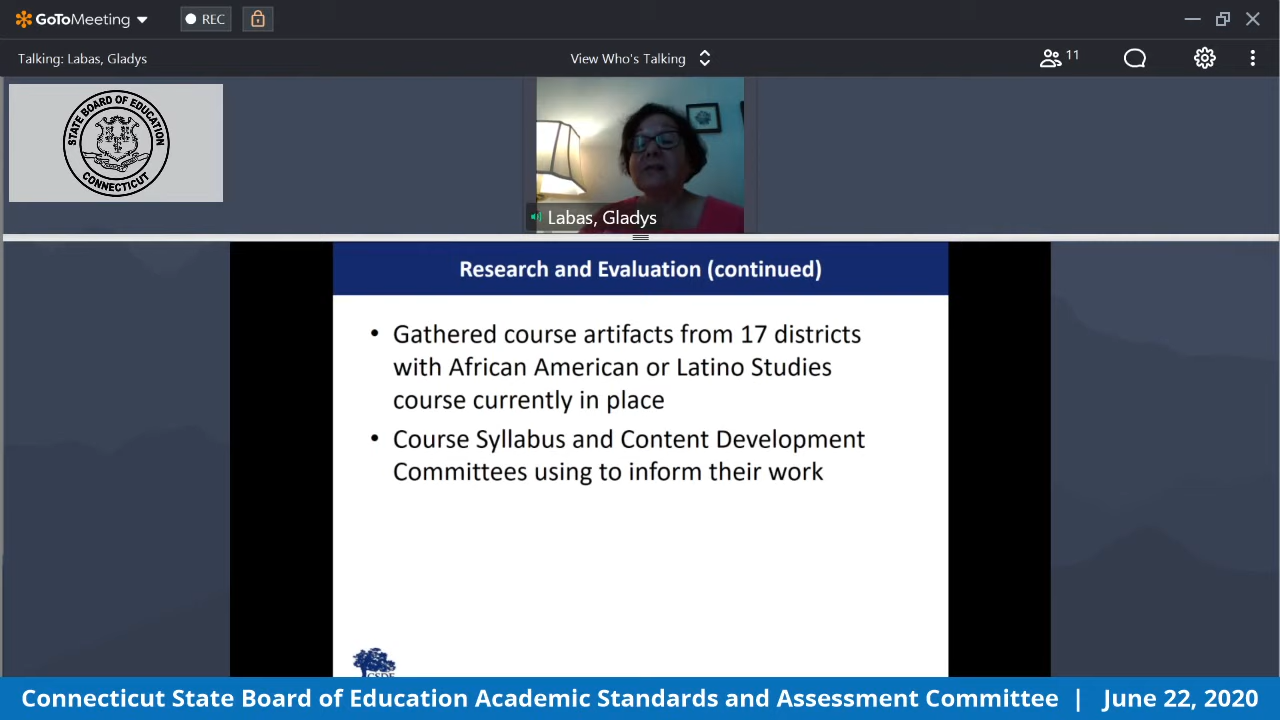 GoToMeeting
REC
Talking: Labas, Gladys
View Who's Talking
11
STATE BOARD OF EDUCATION
CONNECTICUT
Labas, Gladys
Research and Evaluation (continued)
• Gathered course artifacts from 17 districts
with African American or Latino Studies
course currently in place
• Course Syllabus and Content Development
Committees using to inform their work
CSDE
Connecticut State Board of Education Academic Standards and Assessment Committee | June 22, 2020